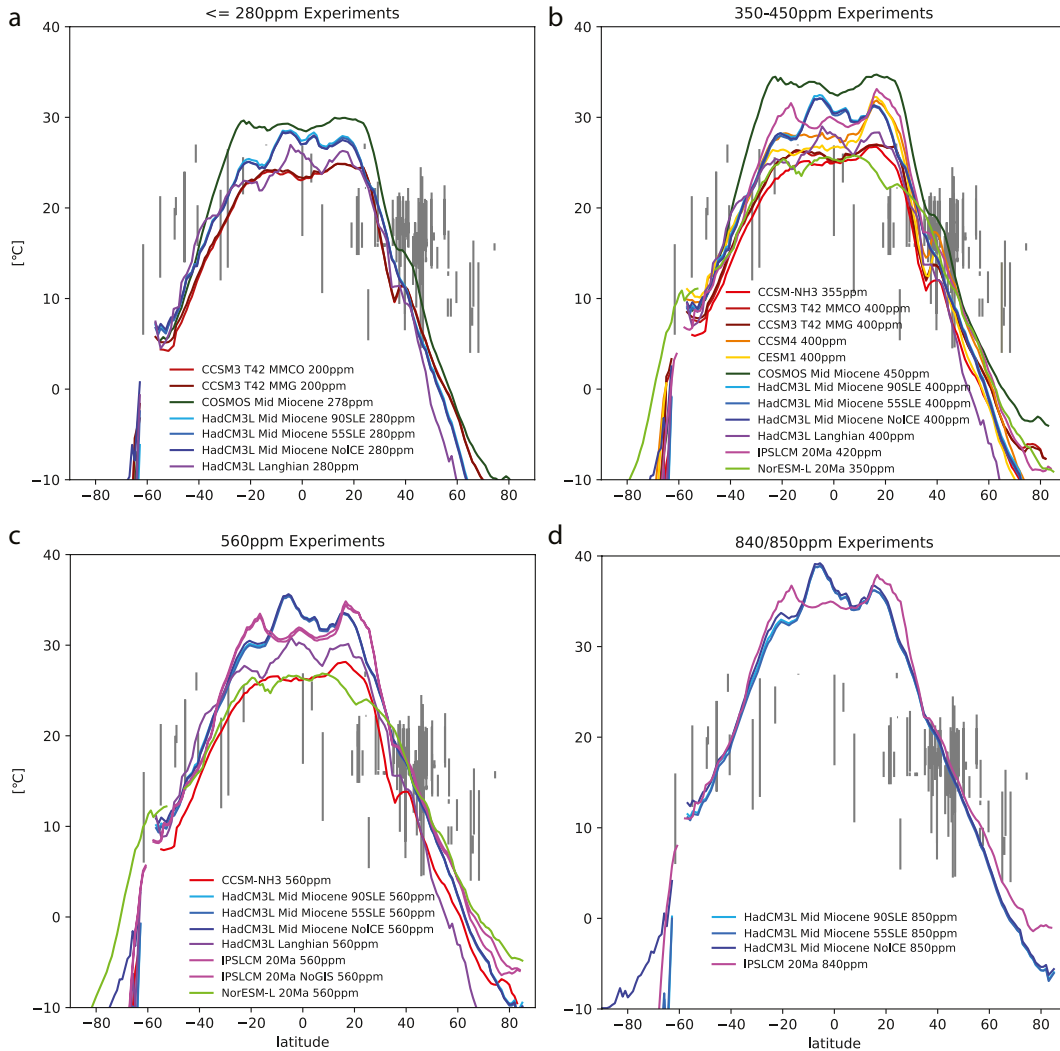 a
<= 280ppm Experiments
40
30
20
10
0
−10
[°C]
−80 −60 −40 −20 0 20 40 60 80
CCSM3 T42 MMCO 200ppm
CCSM3 T42 MMG 200ppm
COSMOS Mid Miocene 278ppm
HadCM3L Mid Miocene 90SLE 280ppm
HadCM3L Mid Miocene 55SLE 280ppm
HadCM3L Mid Miocene NoICE 280ppm
HadCM3L Langhian 280ppm
b
350-450ppm Experiments
40
30
20
10
0
−10
−80 −60 −40 −20 0 20 40 60 80
CCSM-NH3 355ppm
CCSM3 T42 MMCO 400ppm
CCSM3 T42 MMG 400ppm
CCSM4 400ppm
CESM1 400ppm
COSMOS Mid Miocene 450ppm
HadCM3L Mid Miocene 90SLE 400ppm
HadCM3L Mid Miocene 55SLE 400ppm
HadCM3L Mid Miocene NoICE 400ppm
HadCM3L Langhian 400ppm
IPSLCM 20Ma 420ppm
NorESM-L 20Ma 350ppm
c
560ppm Experiments
40
30
20
10
0
−10
[°C]
−80 −60 −40 −20 0 20 40 60 80
latitude
CCSM-NH3 560ppm
HadCM3L Mid Miocene 90SLE 560ppm
HadCM3L Mid Miocene 55SLE 560ppm
HadCM3L Mid Miocene NoICE 560ppm
HadCM3L Langhian 560ppm
IPSLCM 20Ma 560ppm
IPSLCM 20Ma NoGIS 560ppm
NorESM-L 20Ma 560ppm
d
840/850ppm Experiments
40
30
20
10
0
−10
−80 −60 −40 −20 0 20 40 60 80
latitude
HadCM3L Mid Miocene 90SLE 850ppm
HadCM3L Mid Miocene 55SLE 850ppm
HadCM3L Mid Miocene NoICE 850ppm
IPSLCM 20Ma 840ppm